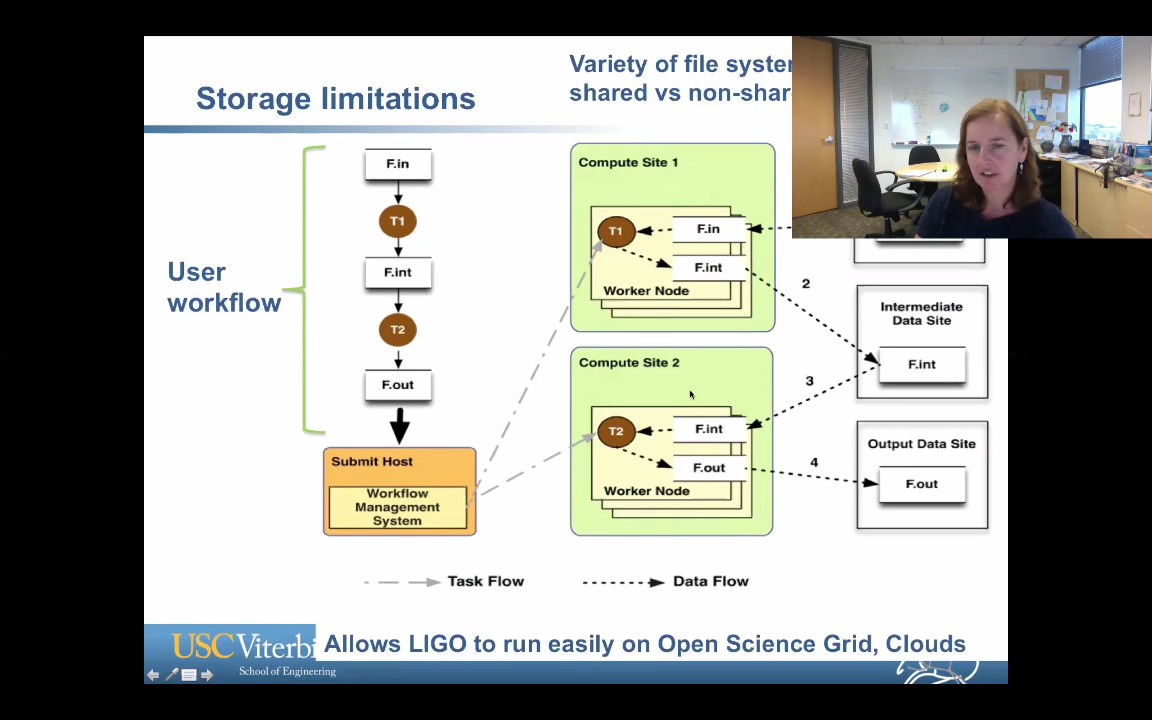 Storage limitations
Variety of file
shared vs
User
workflow
F.in
T1
F.int
T2
F.out
Submit Host
Workflow
Management
System
Compute Site 1
T1
F.in
F.int
Worker Node
Compute Site 2
T2
F.int
F.out
Worker Node
2
3
4
Intermediate
Data Site
F.int
Output Data Site
F.out
Task Flow
Data Flow
USC Viterbi
School of Engineering
Allows LIGO to run easily on Open Science Grid, Clouds